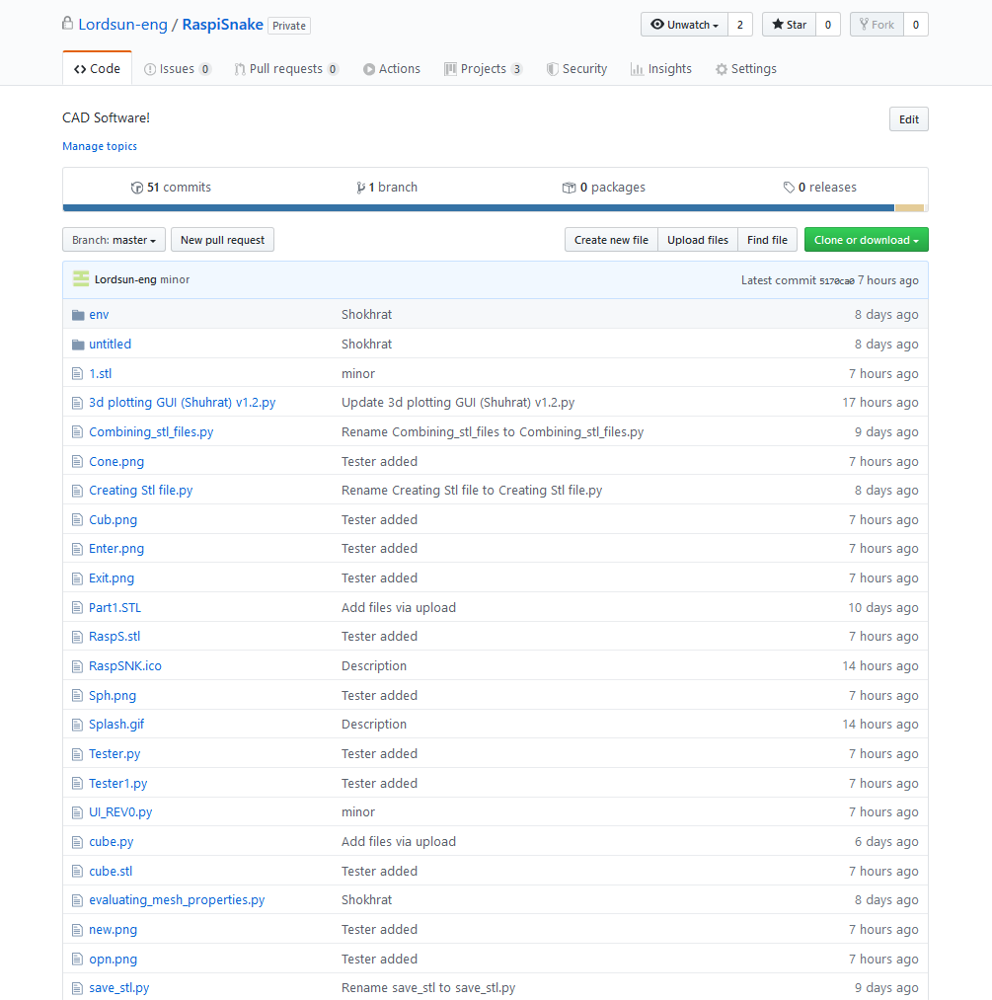 Lordsun-eng / RaspiSnake Private Unwatch 2 Star 0 Fork 0
Code Issues 0 Pull requests 0 Actions Projects 3 Security Insights Settings
CAD Software! Edit
Manage topics
51 commits 1 branch 0 packages 0 releases
Branch: master New pull request Create new file Upload files Find file Clone or download
Lordsun-eng minor Latest commit 5170ca0 7 hours ago
env Shokhrat 8 days ago
untitled Shokhrat 8 days ago
1.stl minor 7 hours ago
3d plotting GUI (Shuhrat) v1.2.py Update 3d plotting GUI (Shuhrat) v1.2.py 17 hours ago
Combining_stl_files.py Rename Combining_stl_files to Combining_stl_files.py 9 days ago
Cone.png Tester added 7 hours ago
Creating Stl file.py Rename Creating Stl file to Creating Stl file.py 8 days ago
Cub.png Tester added 7 hours ago
Enter.png Tester added 7 hours ago
Exit.png Tester added 7 hours ago
Part1.STL Add files via upload 10 days ago
RaspS.stl Tester added 7 hours ago
RaspSNK.ico Description 14 hours ago
Sph.png Tester added 7 hours ago
Splash.gif Description 14 hours ago
Tester.py Tester added 7 hours ago
Tester1.py Tester added 7 hours ago
UI_REV0.py minor 7 hours ago
cube.py Add files via upload 6 days ago
cube.stl Tester added 7 hours ago
evaluating_mesh_properties.py Shokhrat 8 days ago
new.png Tester added 7 hours ago
opn.png Tester added 7 hours ago
save_stl.py Rename save_stl to save_stl.py 9 days ago